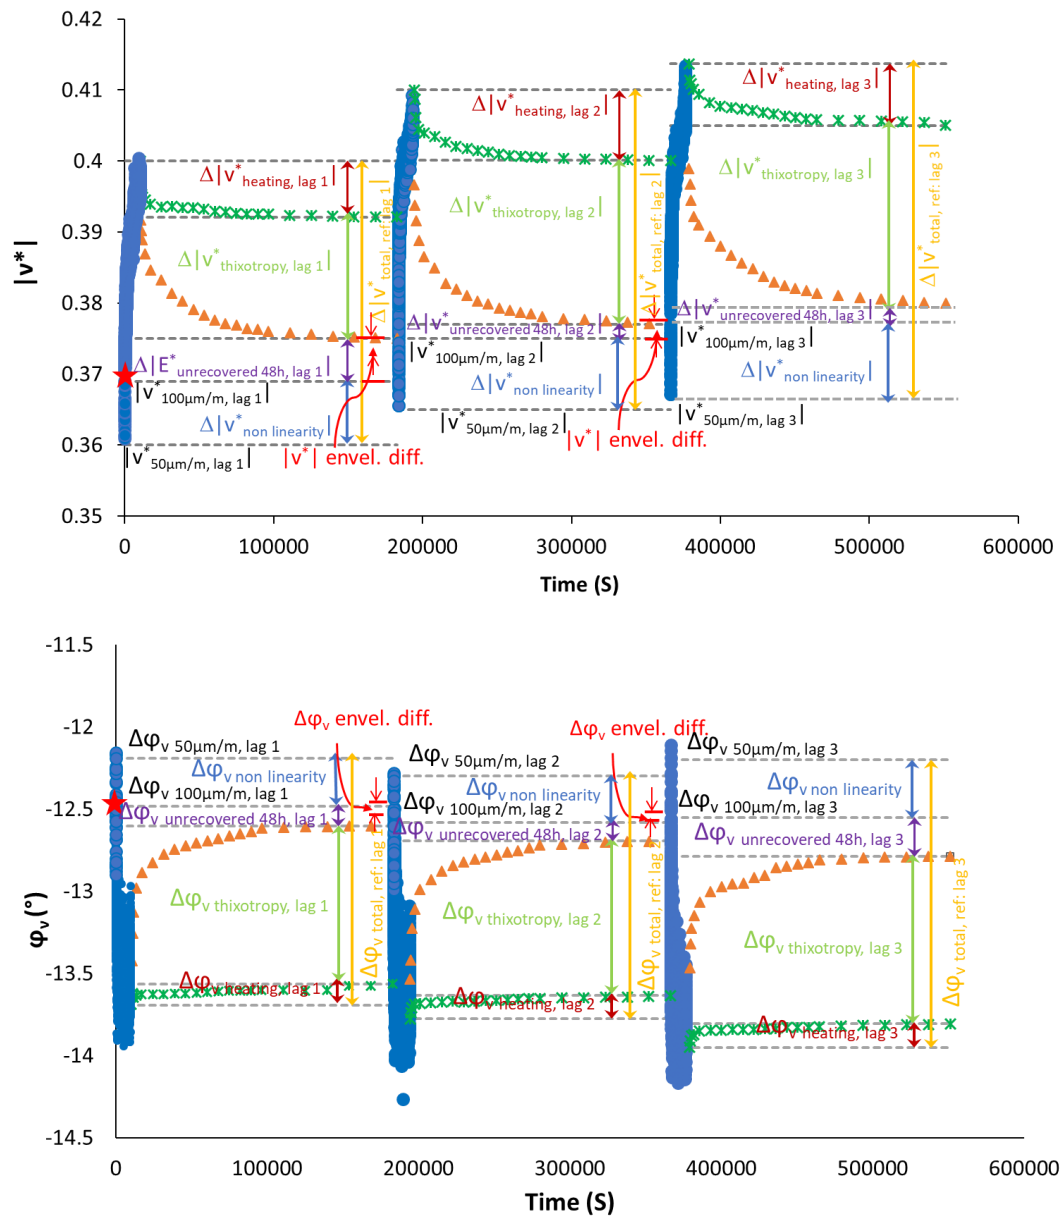 0.42
0.41
0.4
0.39
0.38
0.37
0.36
0.35
|v*|
Δ|v*heating, lag 1|
Δ|v*thixotropy, lag 1|
Δ|v*total, ref: lag 1|
Δ|E*unrecovered 48h, lag 1|
|v*100µm/m, lag 1|
Δ|v*non linearity|
|v*50µm/m, lag 1|
|v*| envel. diff.
Δ|v*heating, lag 2|
Δ|v*thixotropy, lag 2|
Δ|v*total, ref: lag 2|
Δ|v*unrecovered 48h, lag 2|
|v*100µm/m, lag 2|
Δ|v*non linearity|
|v*50µm/m, lag 2|
|v*| envel. diff.
Δ|v*heating, lag 3|
Δ|v*thixotropy, lag 3|
Δ|v*total, ref: lag 3|
Δ|v*unrecovered 48h, lag 3|
|v*100µm/m, lag 3|
Δ|v*non linearity|
|v*50µm/m, lag 3|
0 100000 200000 300000 400000 500000 600000
Time (S)
-11.5
-12
-12.5
-13
-13.5
-14
-14.5
φv (°)
Δφv envel. diff.
Δφv 50µm/m, lag 1
Δφv non linearity
Δφv 100µm/m, lag 1
Δφv unrecovered 48h, lag 1
Δφv thixotropy, lag 1
Δφv total, ref: lag 1
Δφv heating, lag 1
Δφv envel. diff.
Δφv 50µm/m, lag 2
Δφv non linearity
Δφv 100µm/m, lag 2
Δφv unrecovered 48h, lag 2
Δφv thixotropy, lag 2
Δφv total, ref: lag
Δφv heating, lag 2
Δφv 50µm/m, lag 3
Δφv non linearity
Δφv 100µm/m, lag 3
Δφv unrecovered 48h, lag 3
Δφv thixotropy, lag 3
Δφv total, ref: lag 3
Δφv heating, lag 3
0 100000 200000 300000 400000 500000 600000
Time (S)